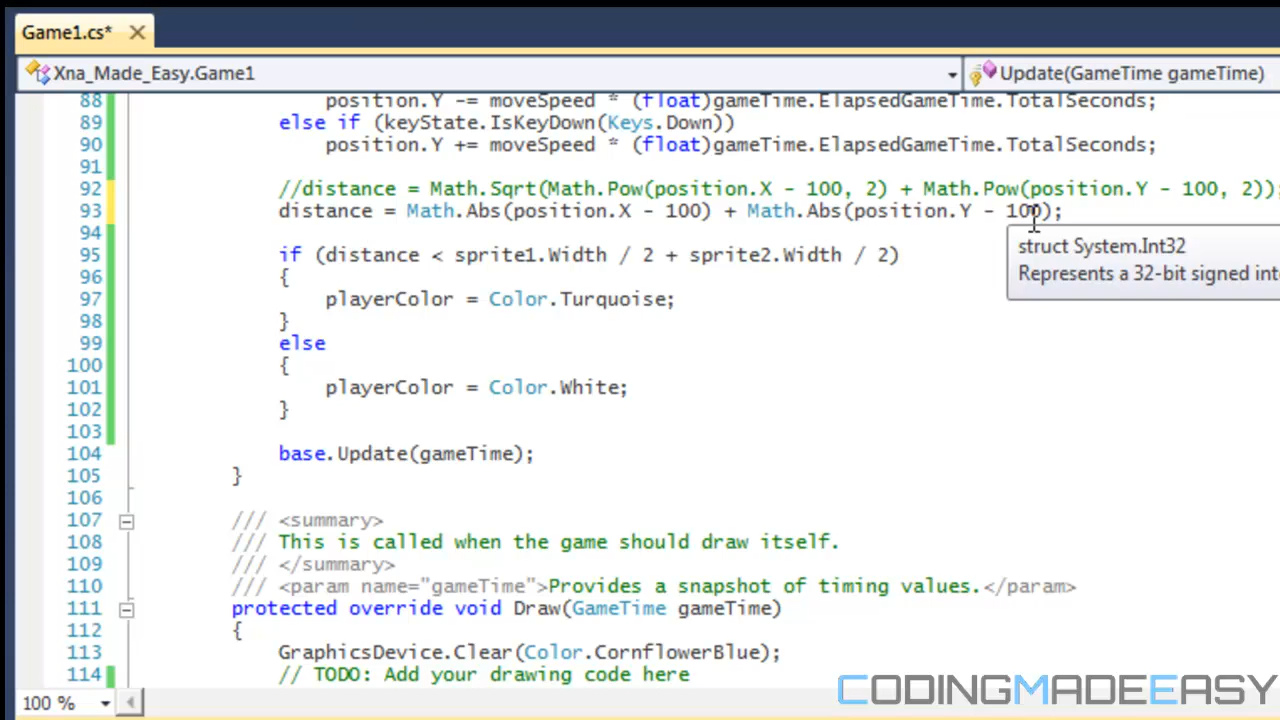 Game1.cs*
Xna_Made_Easy.Game1
Update(GameTime gameTime)
88 position.Y -= moveSpeed * (float)gameTime.ElapsedGameTime.TotalSeconds;
89 else if (keyState.IsKeyDown(Keys.Down))
90 position.Y += moveSpeed * (float)gameTime.ElapsedGameTime.TotalSeconds;
91
92 //distance = Math.Sqrt(Math.Pow(position.X - 100, 2) + Math.Pow(position.Y - 100, 2));
93 distance = Math.Abs(position.X - 100) + Math.Abs(position.Y - 100);
94
struct System.Int32
95 if (distance < sprite1.Width / 2 + sprite2.Width / 2)
Represents a 32-bit signed
96 {
97 playerColor = Color.Turquoise;
98 }
99 else
100 {
101 playerColor = Color.White;
102 }
103
104 base.Update(gameTime);
105 }
106
107 /// <summary>
108 /// This is called when the game should draw itself.
109 /// </summary>
110 /// <param name="gameTime">Provides a snapshot of timing values.</param>
111 protected override void Draw(GameTime gameTime)
112 {
113 GraphicsDevice.Clear(Color.CornflowerBlue);
114 // TODO: Add your drawing code here
100 %
CODINGMADEEASY